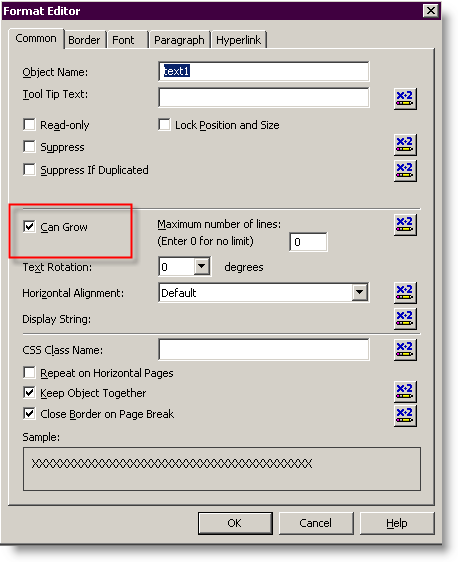 Format Editor
Common Border Font Paragraph Hyperlink
Object Name: text1
Tool Tip Text:
Read-only Lock Position and Size
Suppress
Suppress If Duplicated
Can Grow Maximum number of lines:
(Enter 0 for no limit) 0
Text Rotation: 0 degrees
Horizontal Alignment: Default
Display String:
CSS Class Name:
Repeat on Horizontal Pages
Keep Object Together
Close Border on Page Break
Sample:
OK Cancel Help